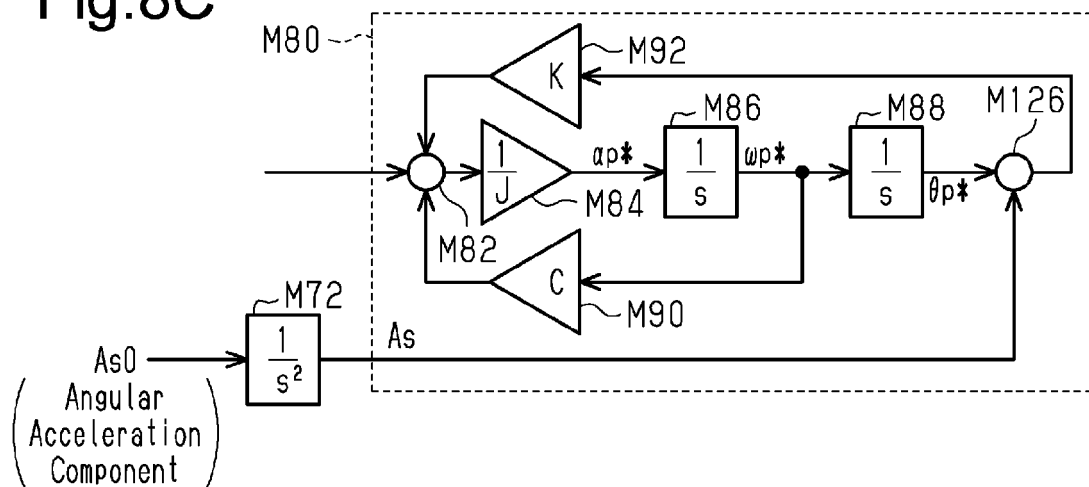 Fig.8C
M80
K
M92
M126
M86
M88
1
J
αp*
1
s
ωp*
1
s
θp*
M84
M82
C
M90
M72
1
s²
As
As0
Angular
Acceleration
Component